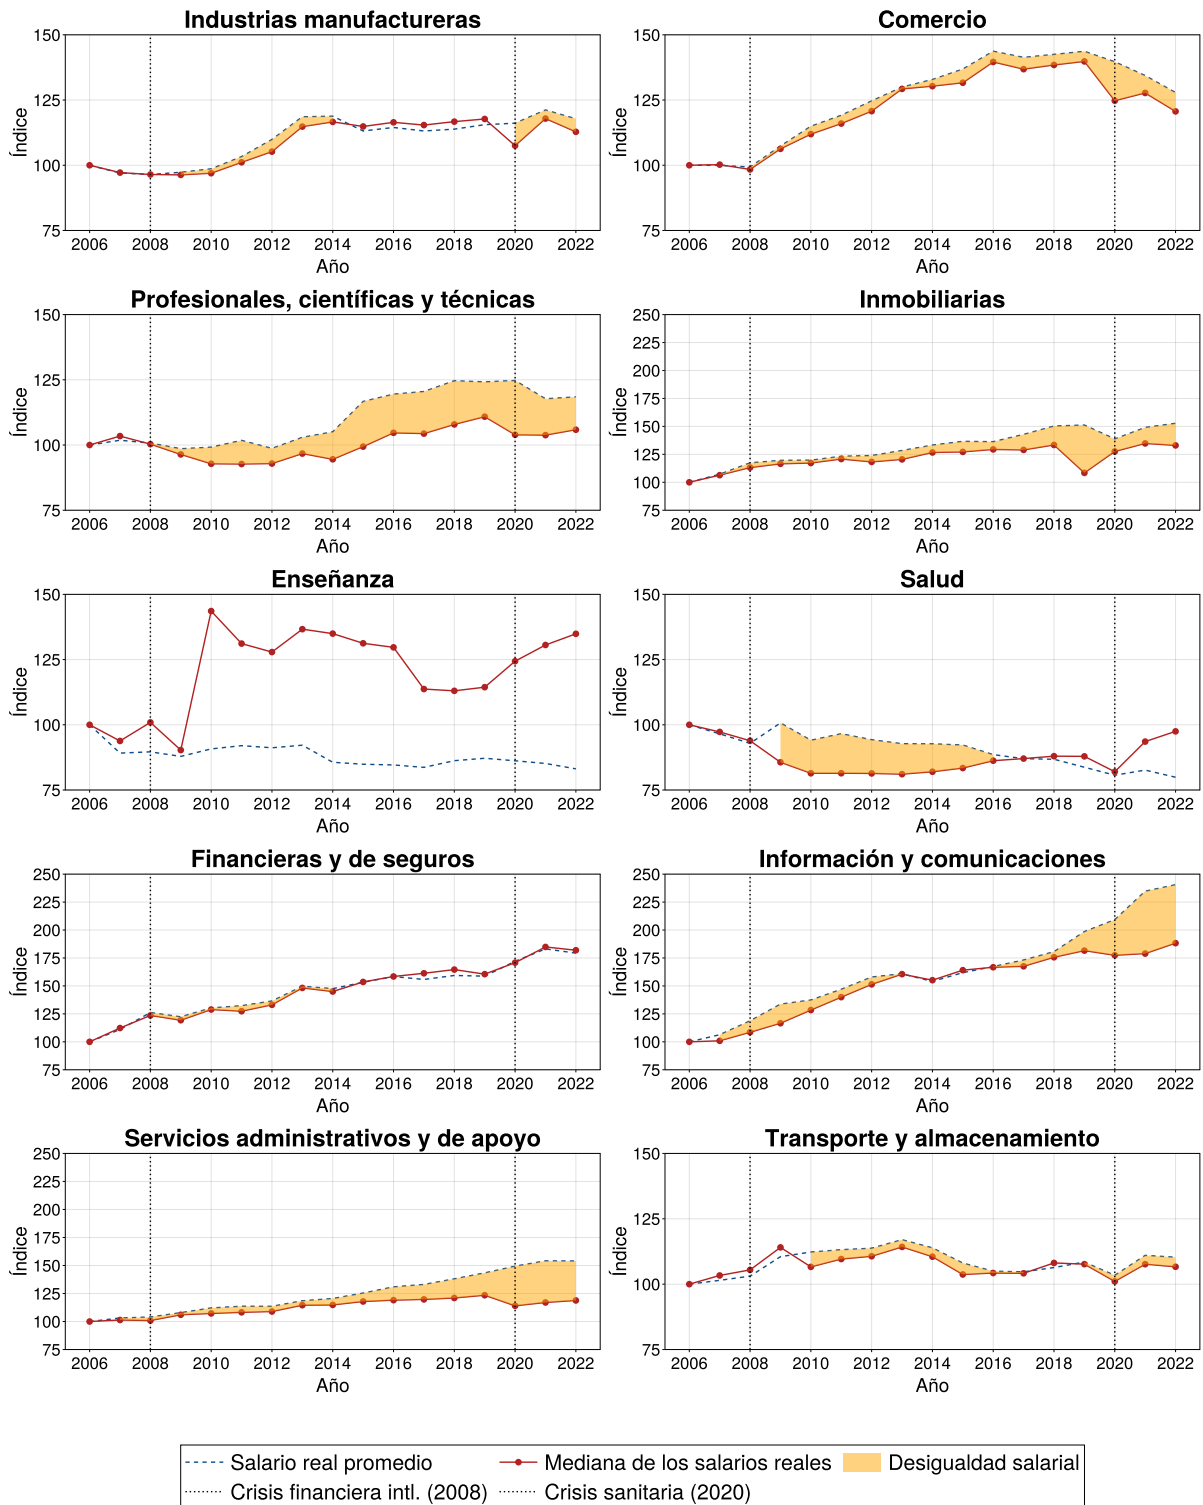 Industrias manufactureras
150
125
100
75
Índice
2006 2008 2010 2012 2014 2016 2018 2020 2022
Año
Comercio
150
125
100
75
Índice
2006 2008 2010 2012 2014 2016 2018 2020 2022
Año
Profesionales, científicas y técnicas
150
125
100
75
Índice
2006 2008 2010 2012 2014 2016 2018 2020 2022
Año
Inmobiliarias
250
225
200
175
150
125
100
75
Índice
2006 2008 2010 2012 2014 2016 2018 2020 2022
Año
Enseñanza
150
125
100
75
Índice
2006 2008 2010 2012 2014 2016 2018 2020 2022
Año
Salud
150
125
100
75
Índice
2006 2008 2010 2012 2014 2016 2018 2020 2022
Año
Financieras y de seguros
250
225
200
175
150
125
100
75
Índice
2006 2008 2010 2012 2014 2016 2018 2020 2022
Año
Información y comunicaciones
250
225
200
175
150
125
100
75
Índice
2006 2008 2010 2012 2014 2016 2018 2020 2022
Año
Servicios administrativos y de apoyo
250
225
200
175
150
125
100
75
Índice
2006 2008 2010 2012 2014 2016 2018 2020 2022
Año
Transporte y almacenamiento
150
125
100
75
Índice
2006 2008 2010 2012 2014 2016 2018 2020 2022
Año
Salario real promedio Mediana de los salarios reales Desigualdad salarial
Crisis financiera intl. (2008) Crisis sanitaria (2020)